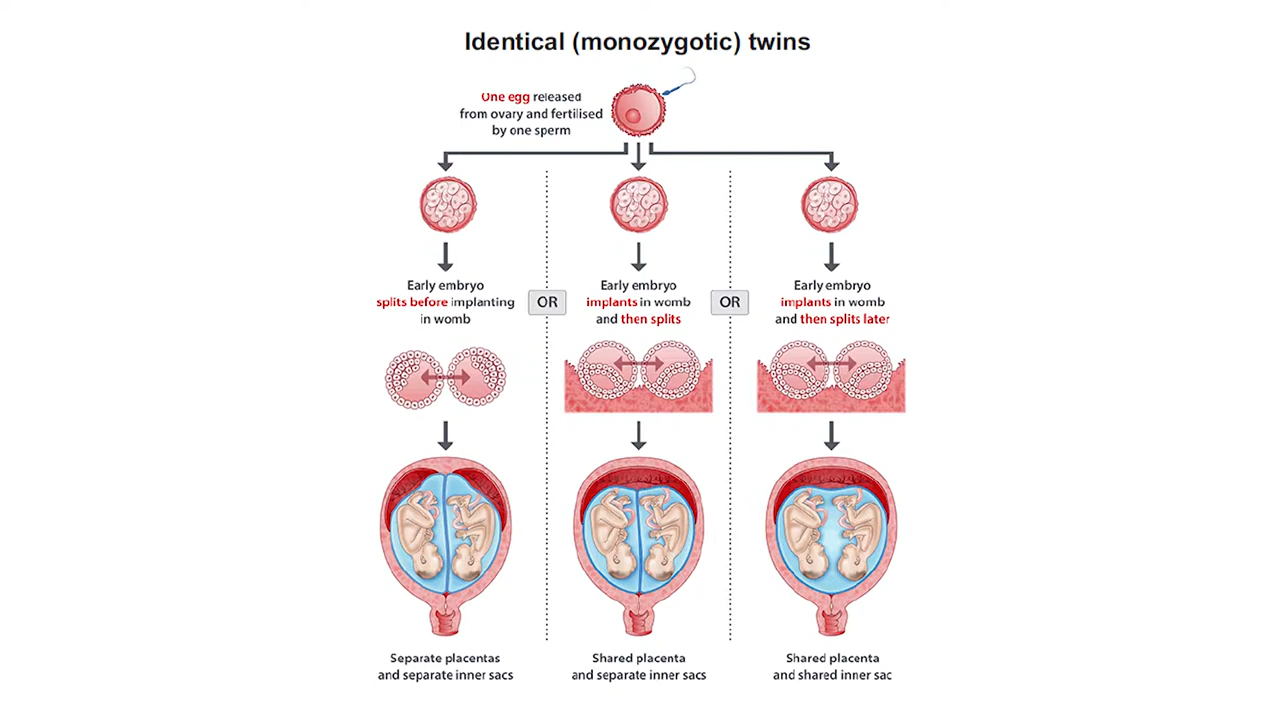 Identical (monozygotic) twins
One egg released
from ovary and fertilised
by one sperm
Early embryo
splits before implanting
in womb
OR
Early embryo
implants in womb
and then splits
OR
Early embryo
implants in womb
and then splits later
Separate placentas
and separate inner sacs
Shared placenta
and separate inner sacs
Shared placenta
and shared inner sac